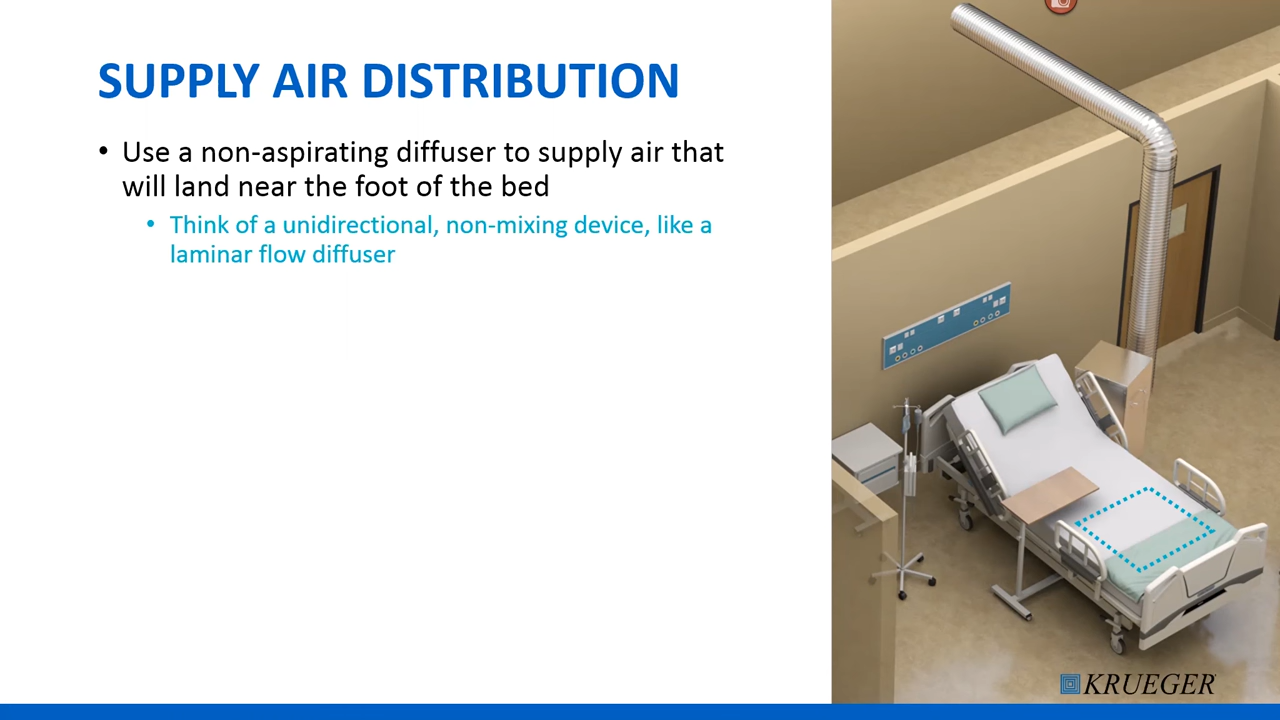 SUPPLY AIR DISTRIBUTION
• Use a non-aspirating diffuser to supply air that
will land near the foot of the bed
• Think of a unidirectional, non-mixing device, like a
laminar flow diffuser
KRUEGER